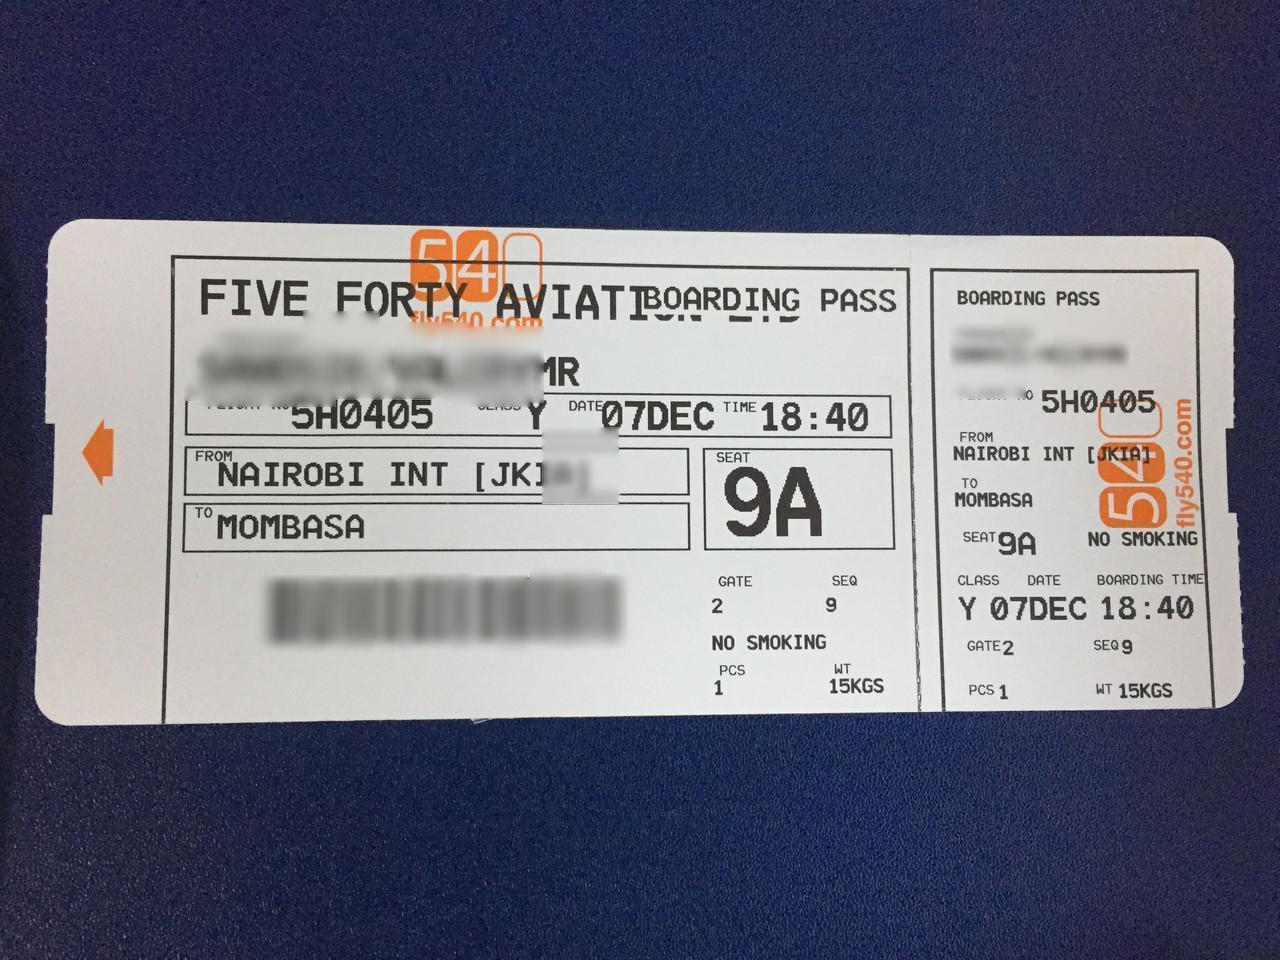 540
fly540.com
FIVE FORTY AVIATI BOARDING PASS
MR
5H0405 CLASS Y DATE 07DEC TIME 18:40
FROM NAIROBI INT [JKIA]
TO MOMBASA
SEAT 9A
GATE SEQ
2 9
NO SMOKING
PCS WT
1 15KGS
BOARDING PASS
NO 5H0405
FROM
NAIROBI INT [JKIA]
TO
MOMBASA
SEAT 9A NO SMOKING
CLASS DATE BOARDING TIME
Y 07DEC 18:40
GATE 2 SEQ 9
PCS 1 WT 15KGS
540
fly540.com